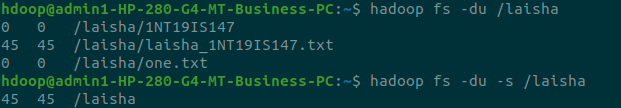 hdoop@admin1-HP-280-G4-MT-Business-PC:~$ hadoop fs -du /laisha
0   0   /laisha/1NT19IS147
45  45  /laisha/laisha_1NT19IS147.txt
0   0   /laisha/one.txt
hdoop@admin1-HP-280-G4-MT-Business-PC:~$ hadoop fs -du -s /laisha
45  45  /laisha